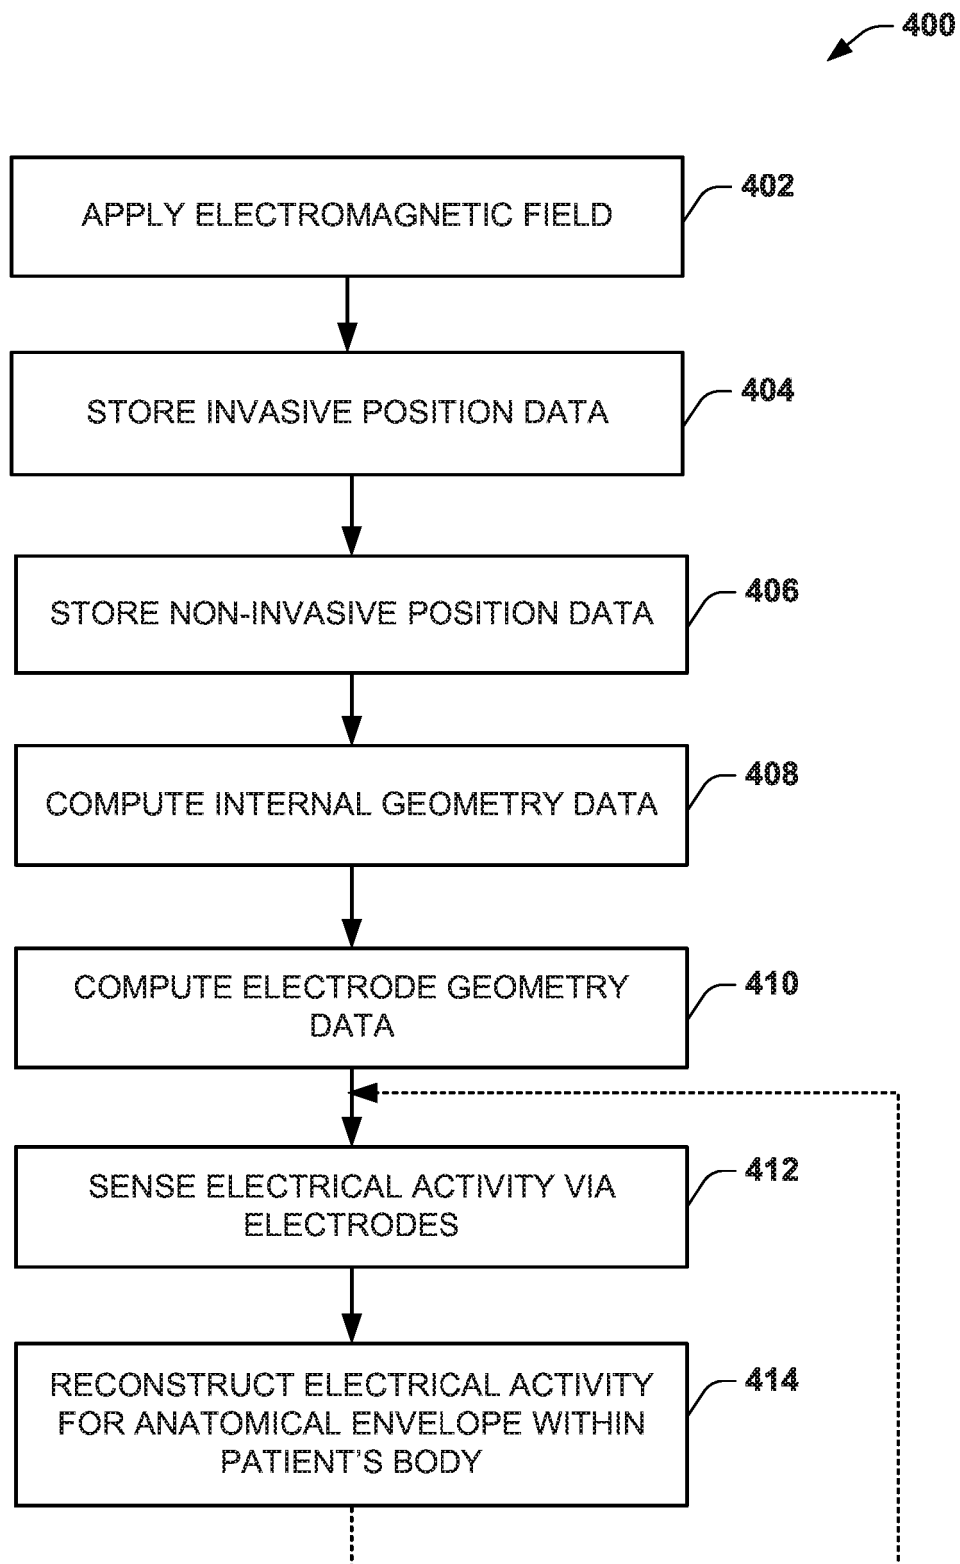 400
APPLY ELECTROMAGNETIC FIELD
402
STORE INVASIVE POSITION DATA
404
STORE NON-INVASIVE POSITION DATA
406
COMPUTE INTERNAL GEOMETRY DATA
408
COMPUTE ELECTRODE GEOMETRY
DATA
410
SENSE ELECTRICAL ACTIVITY VIA
ELECTRODES
412
RECONSTRUCT ELECTRICAL ACTIVITY
FOR ANATOMICAL ENVELOPE WITHIN
PATIENT'S BODY
414